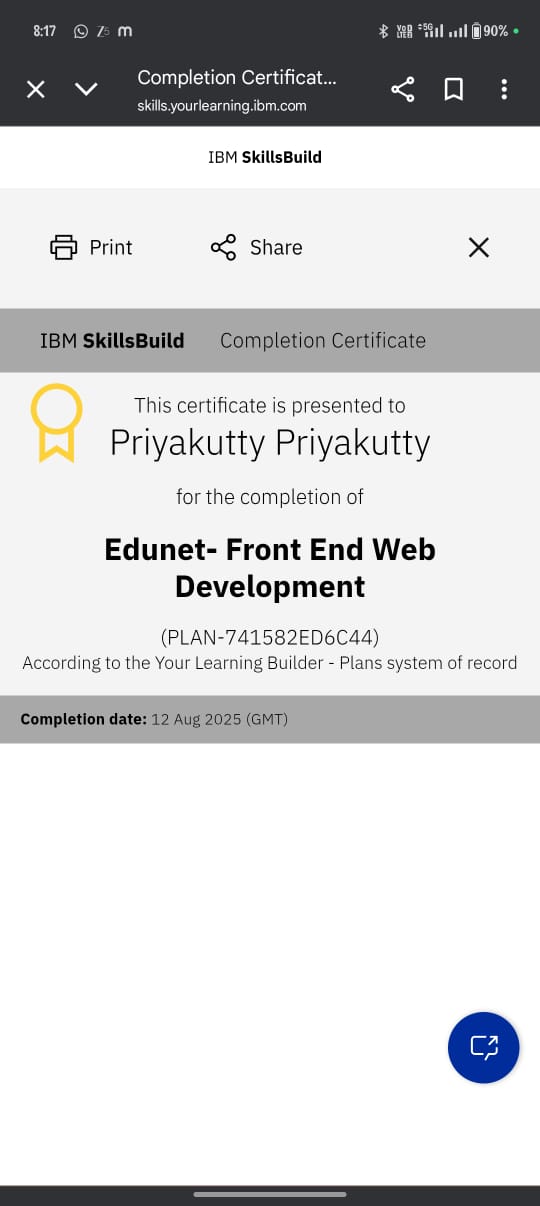 8:17 90%
Completion Certificat...
skills.yourlearning.ibm.com
IBM SkillsBuild
Print Share
IBM SkillsBuild Completion Certificate
This certificate is presented to
Priyakutty Priyakutty
for the completion of
Edunet- Front End Web
Development
(PLAN-741582ED6C44)
According to the Your Learning Builder - Plans system of record
Completion date: 12 Aug 2025 (GMT)